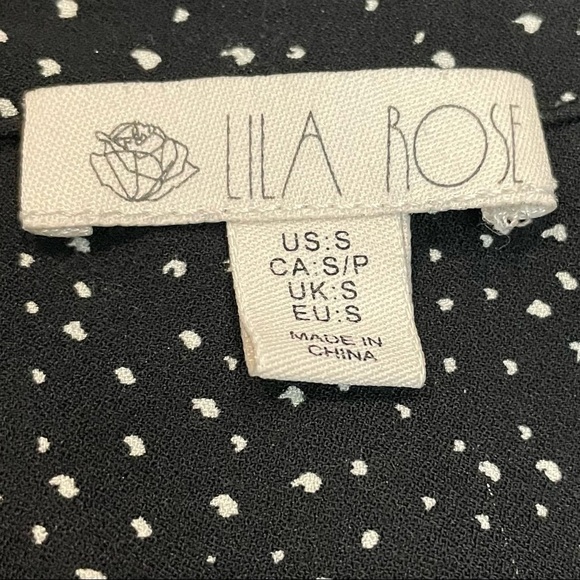 LILA ROSE
US:S
CA:S/P
UK:S
EU:S
MADE IN
CHINA